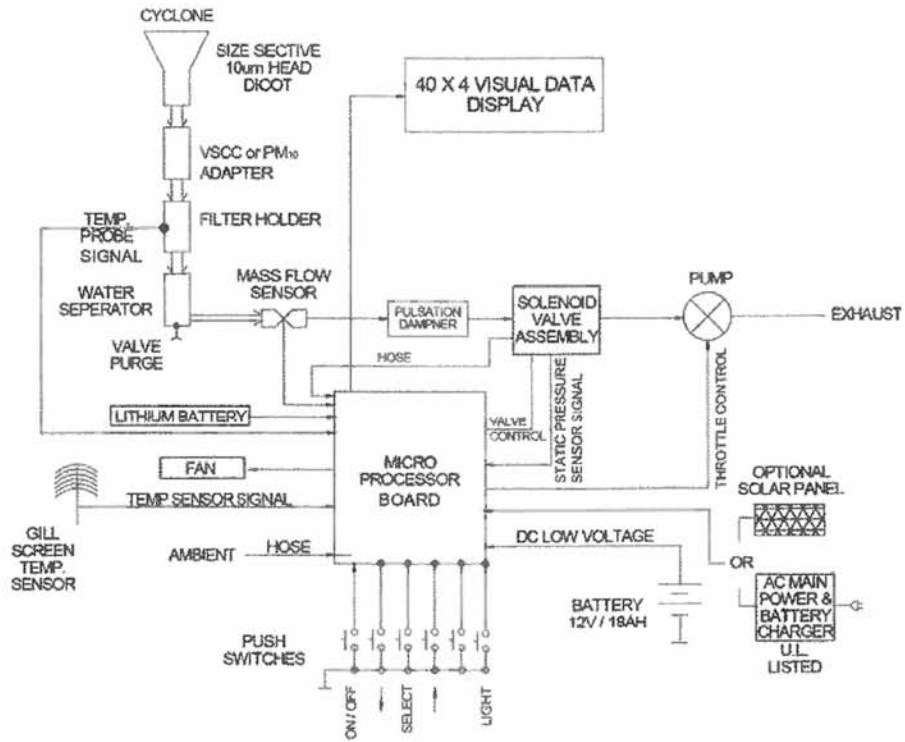 CYCLONE
SIZE SECTIVE
10um HEAD
DICOT
40 X 4 VISUAL DATA
DISPLAY
VSCC or PM10
ADAPTER
TEMP.
PROBE
SIGNAL
FILTER HOLDER
WATER
SEPERATOR
MASS FLOW
SENSOR
PULSATION
DAMPNER
SOLENOID
VALVE
ASSEMBLY
PUMP
EXHAUST
VALVE
PURGE
HOSE
LITHIUM BATTERY
VALVE
CONTROL
STATIC PRESSURE
SENSOR SIGNAL
THROTTLE CONTROL
MICRO
PROCESSOR
BOARD
FAN
TEMP SENSOR SIGNAL
OPTIONAL
SOLAR PANEL
GILL
SCREEN
TEMP.
SENSOR
AMBIENT
HOSE
DC LOW VOLTAGE
OR
AC MAIN
POWER &
BATTERY
CHARGER
U.L.
LISTED
BATTERY
12V / 18AH
PUSH
SWITCHES
ON / OFF
SELECT
LIGHT